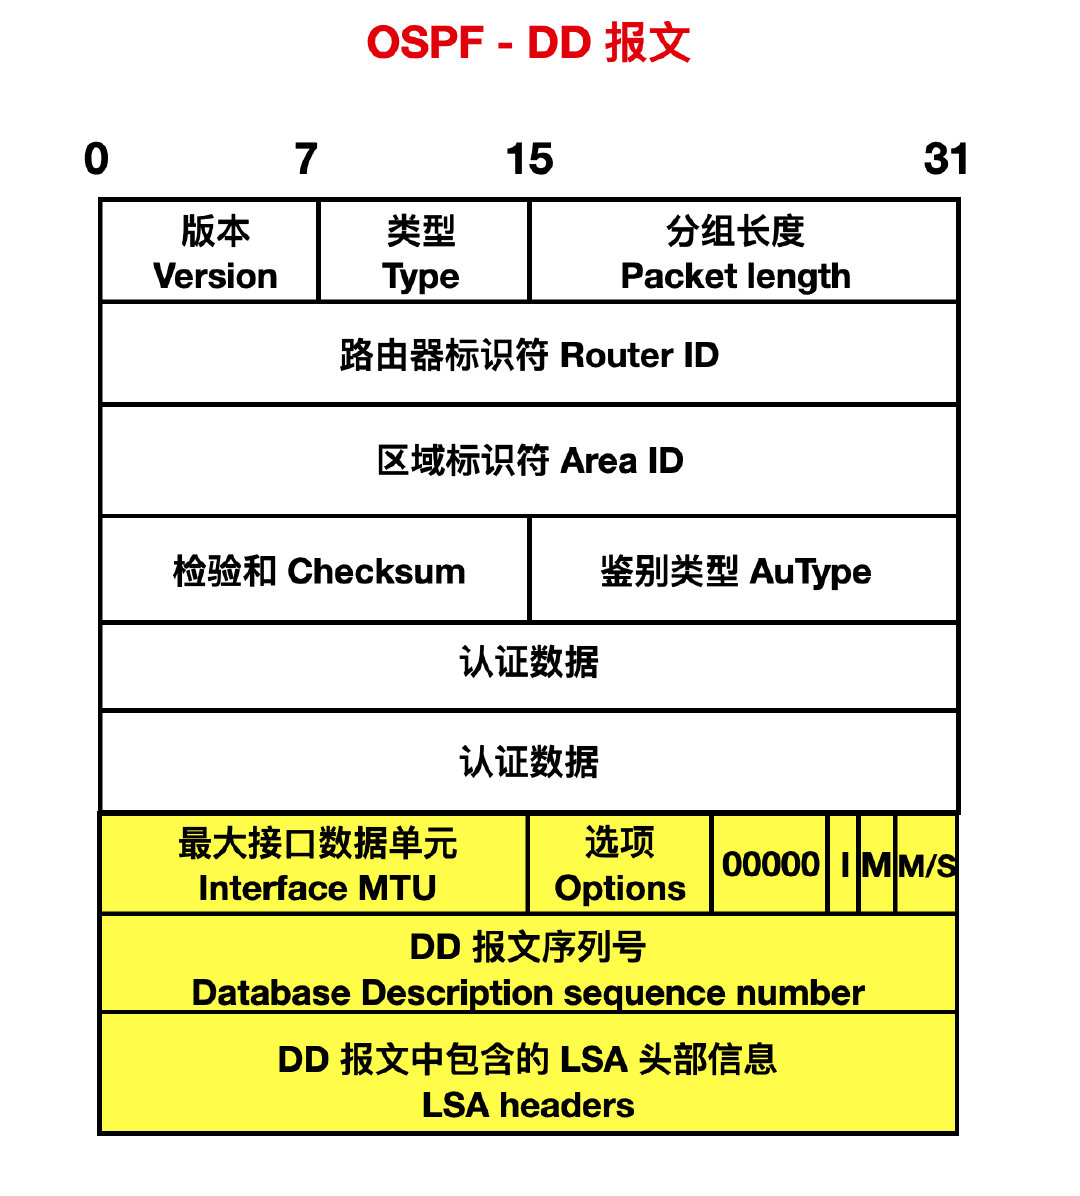 OSPF - DD 报文
0 7 15 31
版本 类型 分组长度
Version Type Packet length
路由器标识符 Router ID
区域标识符 Area ID
检验和 Checksum 鉴别类型 AuType
认证数据
认证数据
最大接口数据单元 选项
Interface MTU Options 00000 I M M/S
DD 报文序列号
Database Description sequence number
DD 报文中包含的 LSA 头部信息
LSA headers